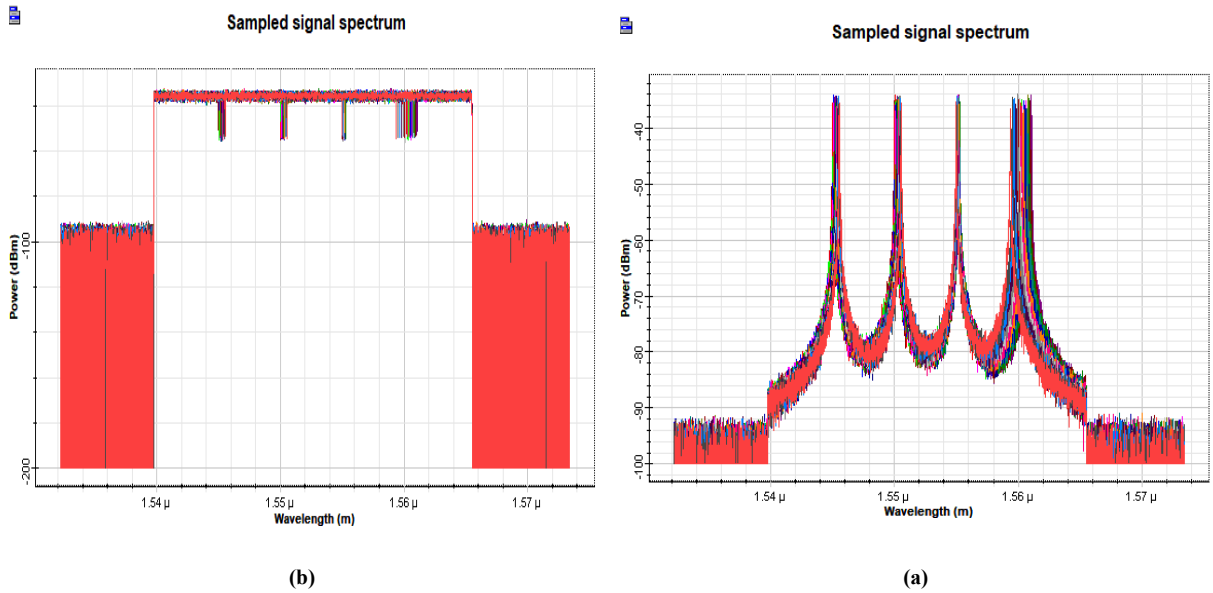 Sampled signal spectrum
Power (dBm)
-100
-200
1.54 µ 1.55 µ 1.56 µ 1.57 µ
Wavelength (m)
(b)
Sampled signal spectrum
Power (dBm)
-40
-50
-60
-70
-80
-90
-100
1.54 µ 1.55 µ 1.56 µ 1.57 µ
Wavelength (m)
(a)